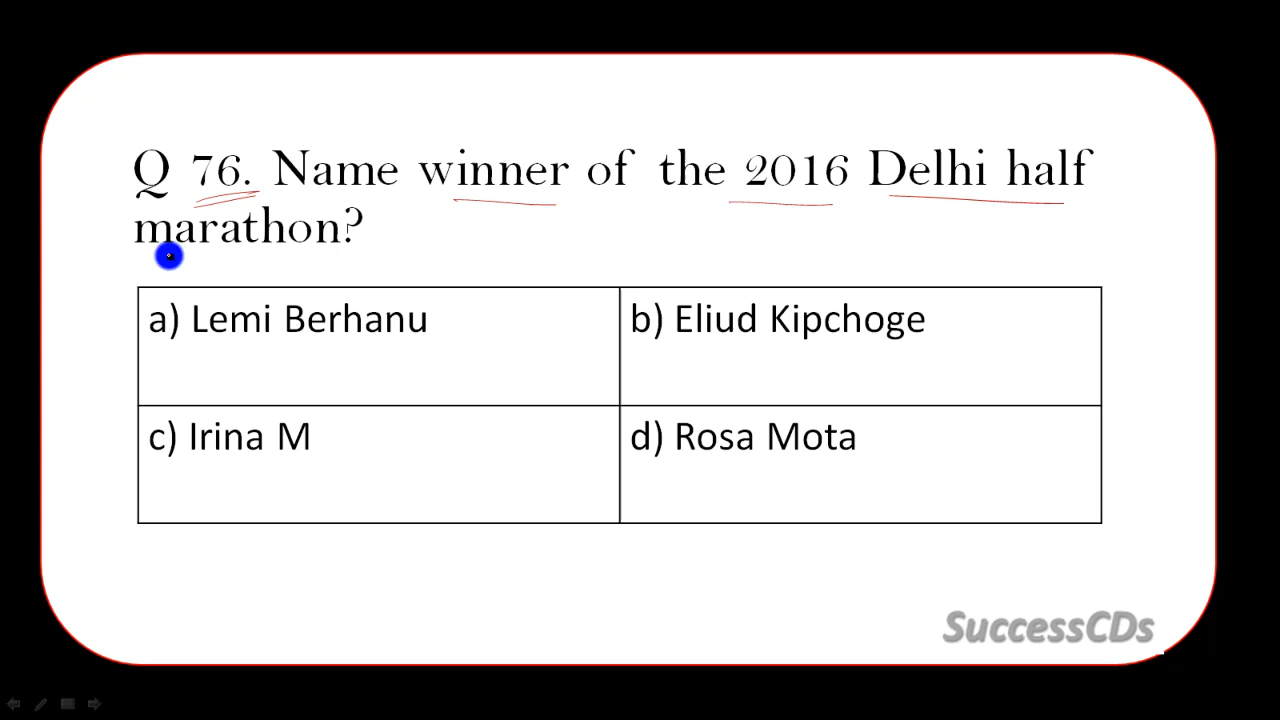 Q 76. Name winner of the 2016 Delhi half
marathon?
a) Lemi Berhanu
b) Eliud Kipchoge
c) Irina M
d) Rosa Mota
SuccessCDs